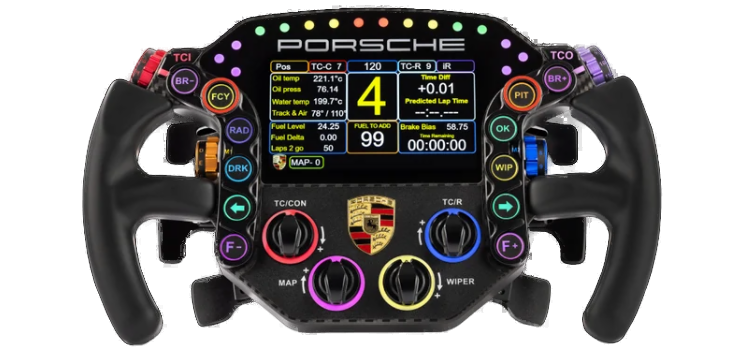 PORSCHE
TCI
TCO
BR-
BR+
FCY
PIT
RAD
OK
DRK
WIP
F-
F+
Pos TC-C 7 120 TC-R 9 IR
Oil temp 221.1°c
Oil press 76.14
Water temp 199.7°c
Track & Air 78° / 110°
4
Time Diff
+0.01
Predicted Lap Time
--:--.---
Fuel Level 24.25
Fuel Delta 0.00
Laps 2 go 50
FUEL TO ADD
99
Brake Bias 58.75
Time Remaining
00:00:00
MAP- 0
TC/CON
TC/R
MAP
WIPER